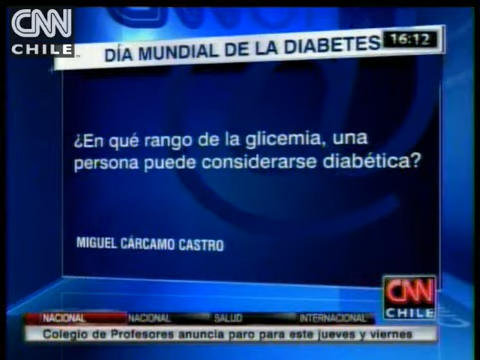 CNN
CHILE
DÍA MUNDIAL DE LA DIABETES
16:12
¿En qué rango de la glicemia, una
persona puede considerarse diabética?
MIGUEL CÁRCAMO CASTRO
CNN
CHILE
NACIONAL NACIONAL SALUD INTERNACIONAL
Colegio de Profesores anuncia paro para este jueves y viernes